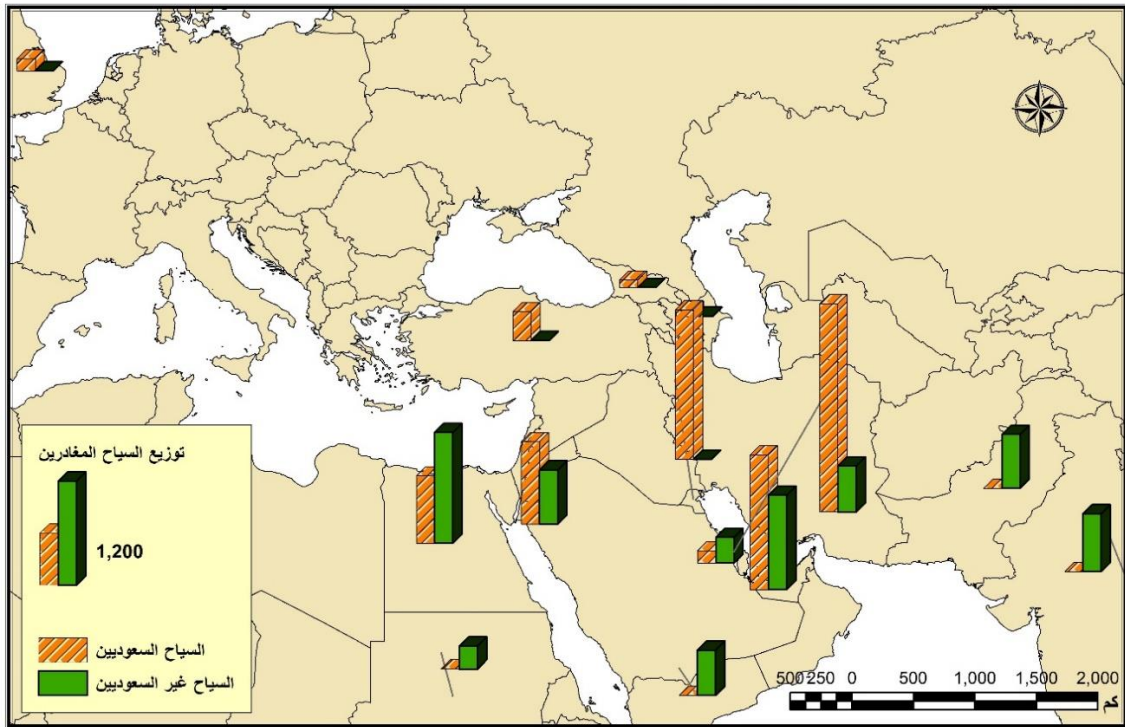 توزيع السياح المغادرين
1,200
السياح السعوديين
السياح غير السعوديين
500 250 0 500 1,000 1,500 2,000
كم